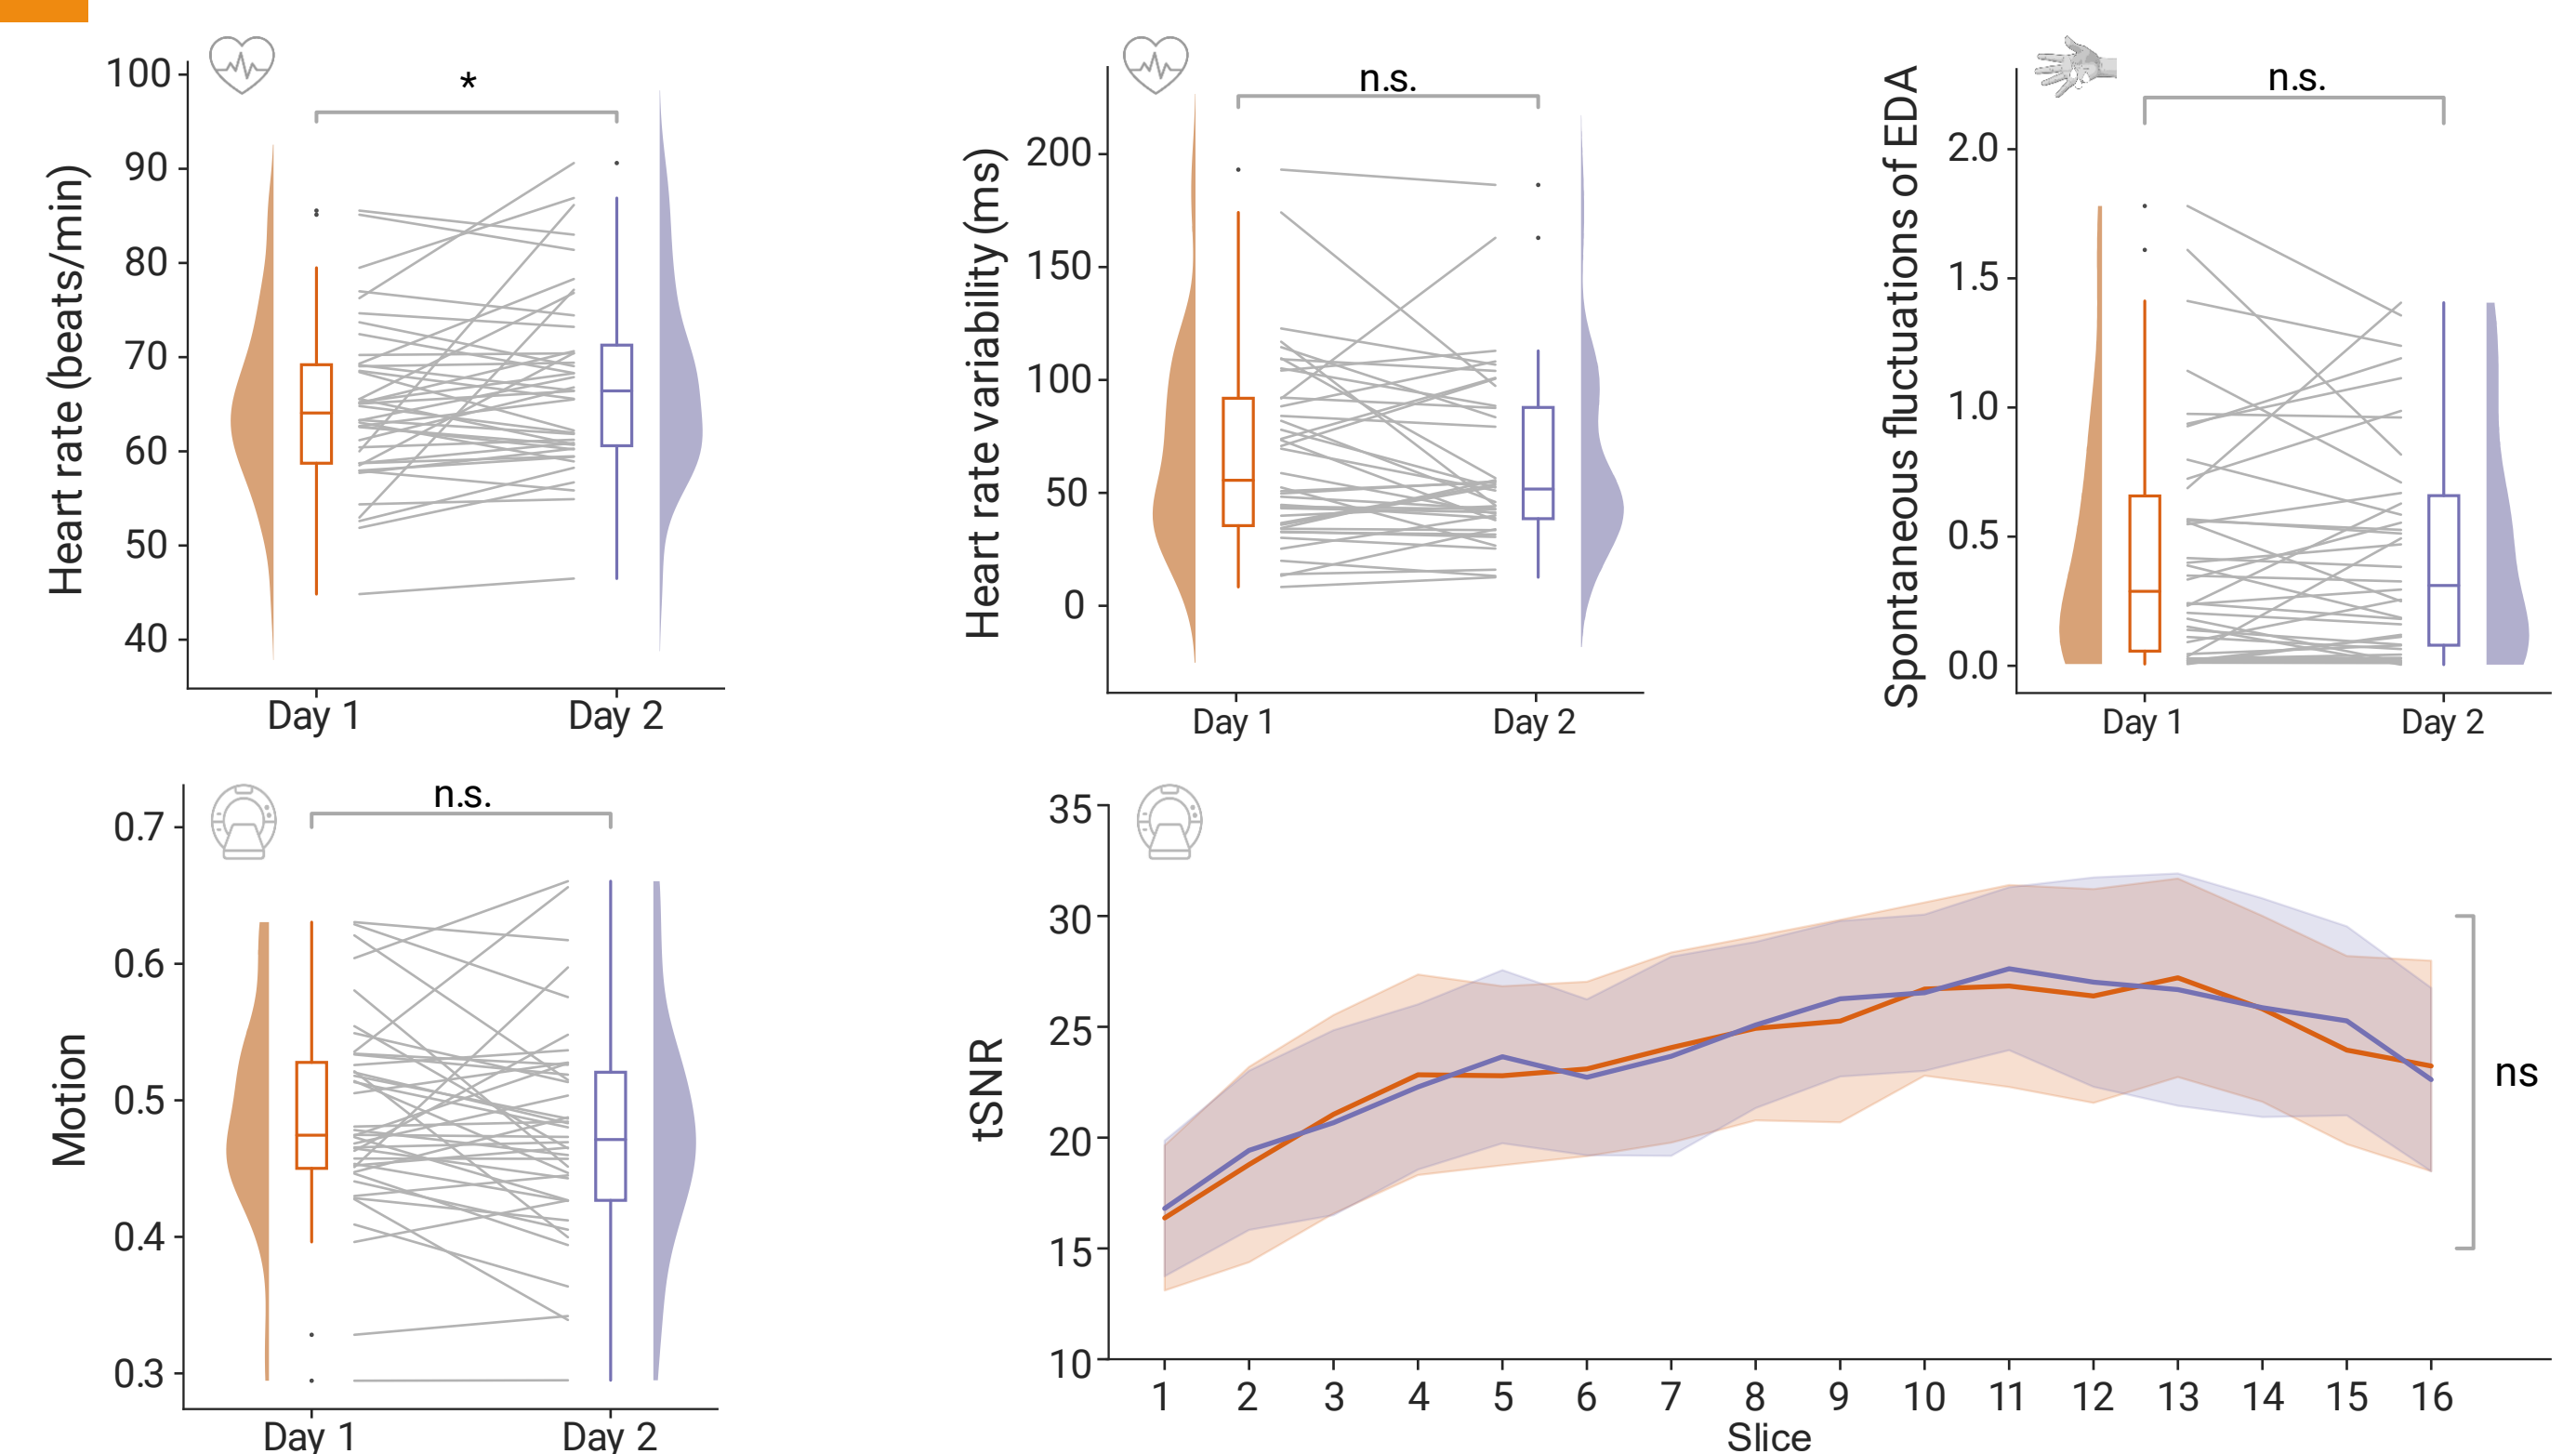 Heart rate (beats/min)
100
90
80
70
60
50
40
*
Day 1
Day 2
Heart rate variability (ms)
200
150
100
50
0
n.s.
Day 1
Day 2
Spontaneous fluctuations of EDA
2.0
1.5
1.0
0.5
0.0
n.s.
Day 1
Day 2
Motion
0.7
0.6
0.5
0.4
0.3
n.s.
Day 1
Day 2
tSNR
35
30
25
20
15
10
ns
1 2 3 4 5 6 7 8 9 10 11 12 13 14 15 16
Slice